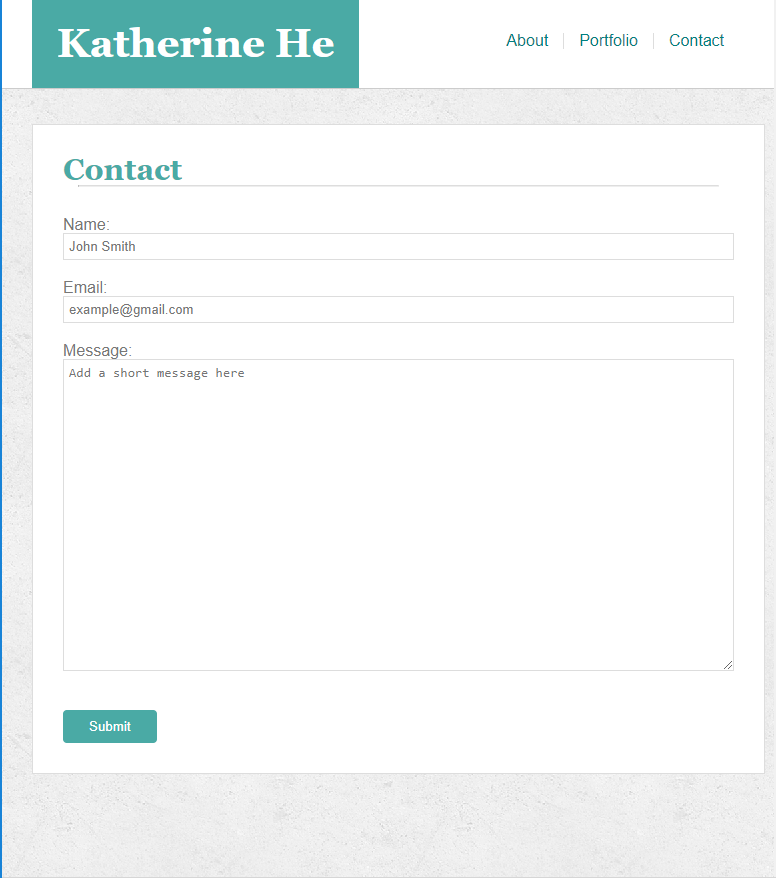 Katherine He
About
Portfolio
Contact
Contact
Name:
John Smith
Email:
example@gmail.com
Message:
Add a short message here
Submit